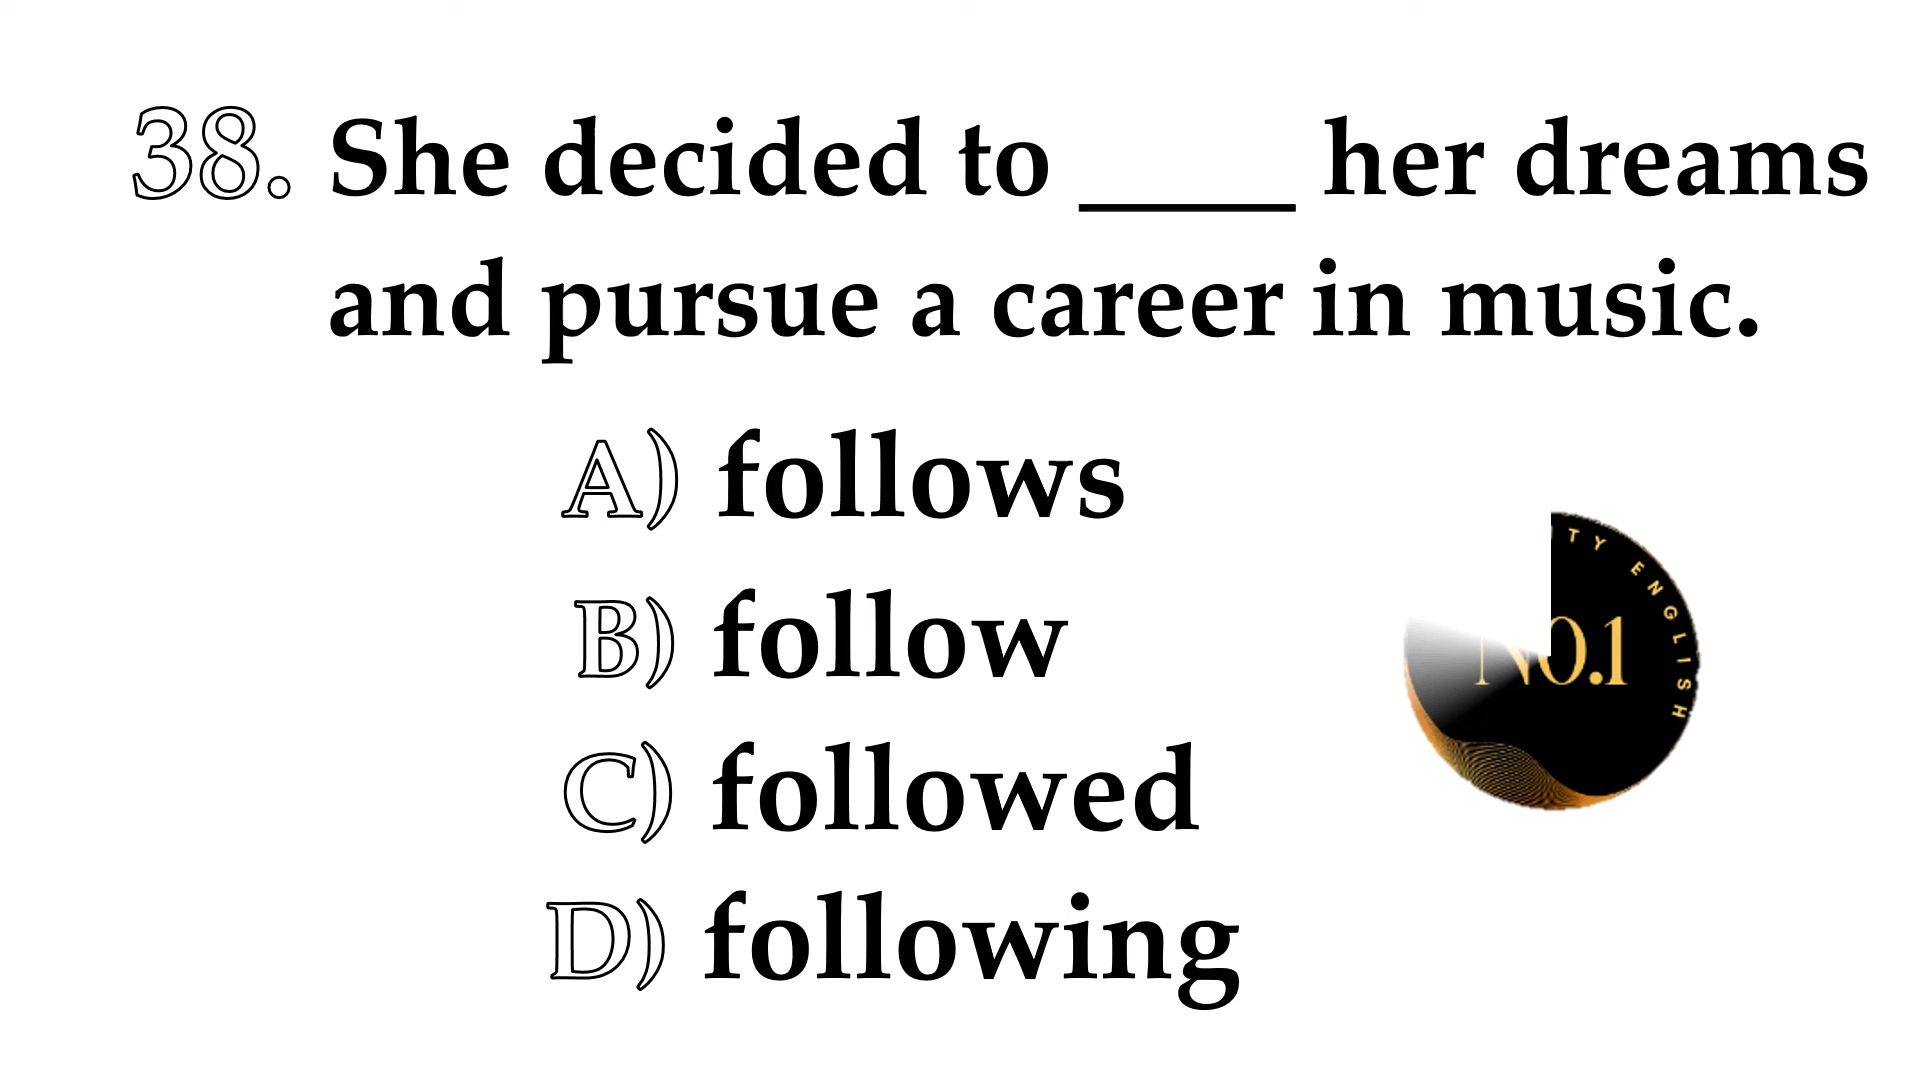 38. She decided to ____ her dreams
and pursue a career in music.
A) follows
B) follow
C) followed
D) following
ENGLISH
NO.1